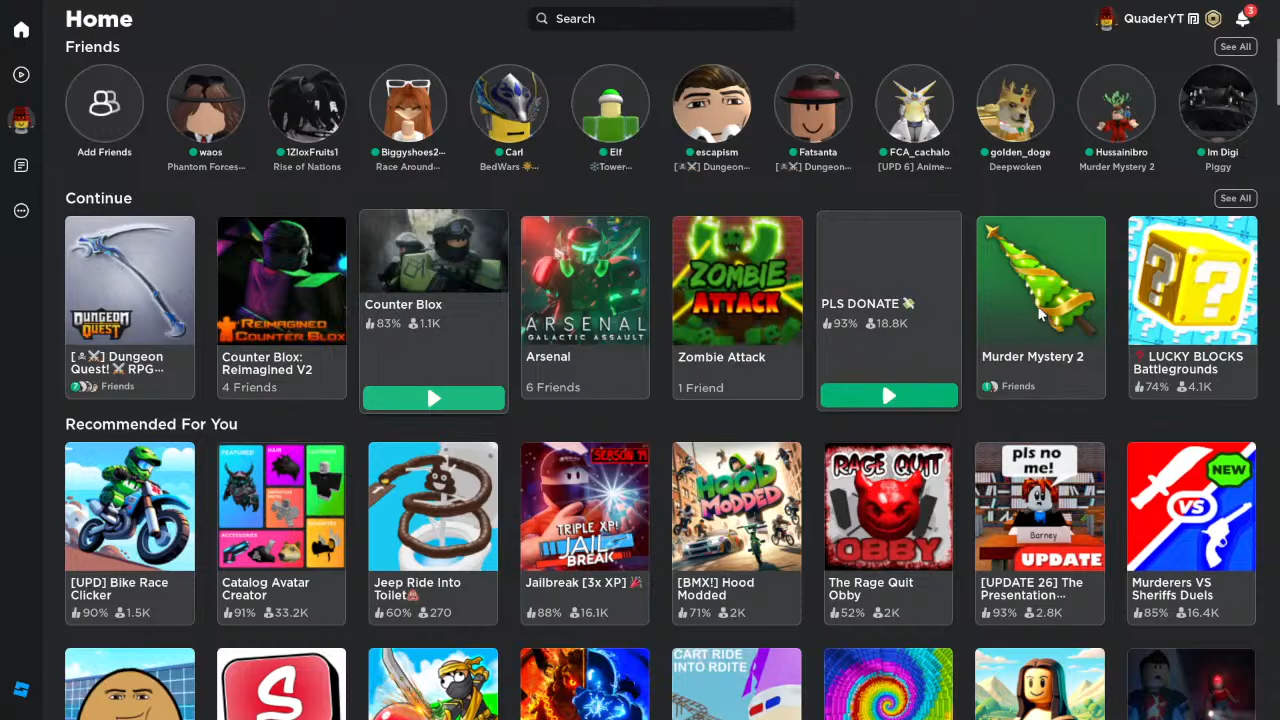 Home
Search
QuaderYT
3
Friends
See All
Add Friends
waos
Phantom Forces...
1ZloxFruits1
Rise of Nations
Biggyshoes2...
Race Around...
Carl
BedWars ☀...
Elf
❄Tower...
escapism
[☠⚔] Dungeon...
Fatsanta
[☠⚔] Dungeon...
FCA_cachalo
[UPD 6] Anime...
golden_doge
Deepwoken
Hussainibro
Murder Mystery 2
Im Digi
Piggy
Continue
See All
DUNGEON
QUEST!
[☠⚔] Dungeon
Quest! ⚔ RPG...
7 Friends
REIMAGINED
COUNTER BLOX
Counter Blox:
Reimagined V2
4 Friends
Counter Blox
83% 1.1K
ARSENAL
GALACTIC ASSAULT
Arsenal
6 Friends
ZOMBIE
ATTACK
Zombie Attack
1 Friend
PLS DONATE 💸
93% 18.8K
Murder Mystery 2
1 Friends
? ?
LUCKY BLOCKS
Battlegrounds
74% 4.1K
Recommended For You
[UPD] Bike Race
Clicker
90% 1.5K
FEATURED
HAIR
ACCESSORIES
Catalog Avatar
Creator
91% 33.2K
Jeep Ride Into
Toilet💩
60% 270
TRIPLE XP!
JAIL
BREAK
Jailbreak [3x XP] 🎉
88% 16.1K
HOOD
MODDED
[BMX!] Hood
Modded
71% 2K
RAGE QUIT
OBBY
The Rage Quit
Obby
52% 2K
pls no
me!
Barney
UPDATE
[UPDATE 26] The
Presentation...
93% 2.8K
NEW
VS
Murderers VS
Sheriffs Duels
85% 16.4K
S
CART RIDE
INTO RDITE